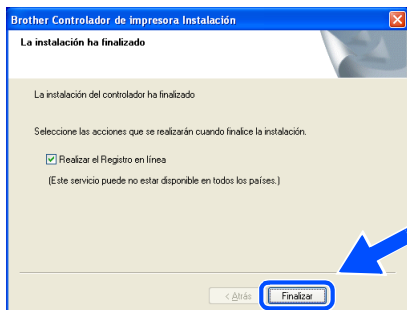 Brother Controlador de impresora Instalación
La instalación ha finalizado
La instalación del controlador ha finalizado
Seleccione las acciones que se realizarán cuando finalice la instalación.
Realizar el Registro en línea
(Este servicio puede no estar disponible en todos los países.)
< Atrás Finalizar